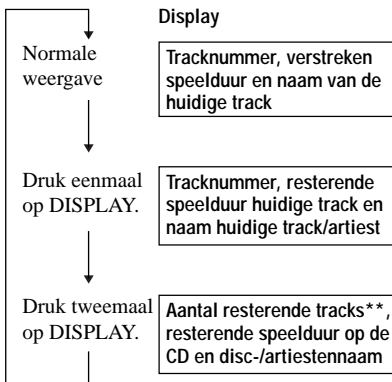 Display
Normale
weergave
Tracknummer, verstreken
speelduur en naam van de
huidige track
Druk eenmaal
op DISPLAY.
Tracknummer, resterende
speelduur huidige track en
naam huidige track/artiest
Druk tweemaal
op DISPLAY.
Aantal resterende tracks**,
resterende speelduur op de
CD en disc-/artiestennaam